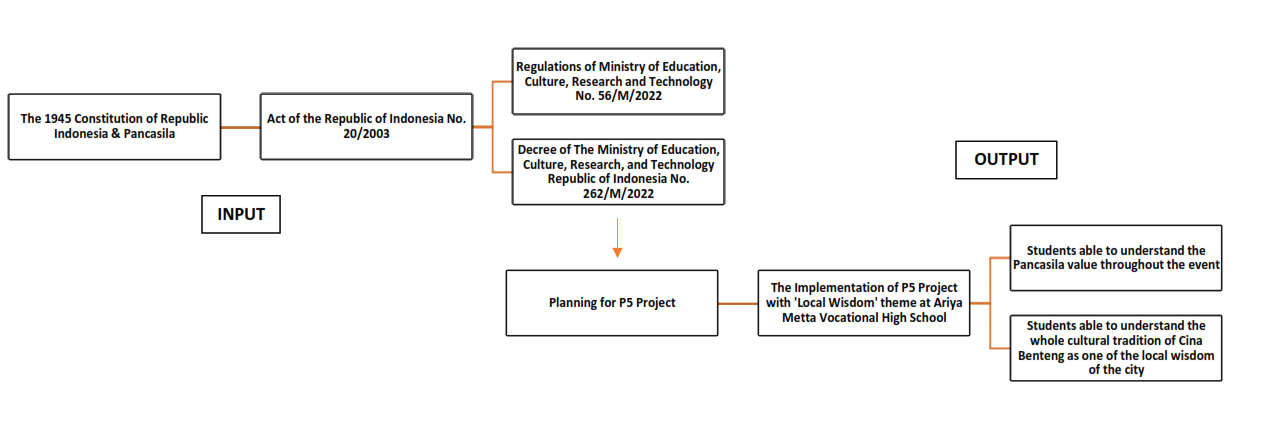 The 1945 Constitution of Republic
Indonesia & Pancasila
Act of the Republic of Indonesia No.
20/2003
Regulations of Ministry of Education,
Culture, Research and Technology
No. 56/M/2022
Decree of The Ministry of Education,
Culture, Research, and Technology
Republic of Indonesia No.
262/M/2022
INPUT
OUTPUT
Planning for P5 Project
The Implementation of P5 Project
with 'Local Wisdom' theme at Ariya
Metta Vocational High School
Students able to understand the
Pancasila value throughout the event
Students able to understand the
whole cultural tradition of Cina
Benteng as one of the local wisdom
of the city